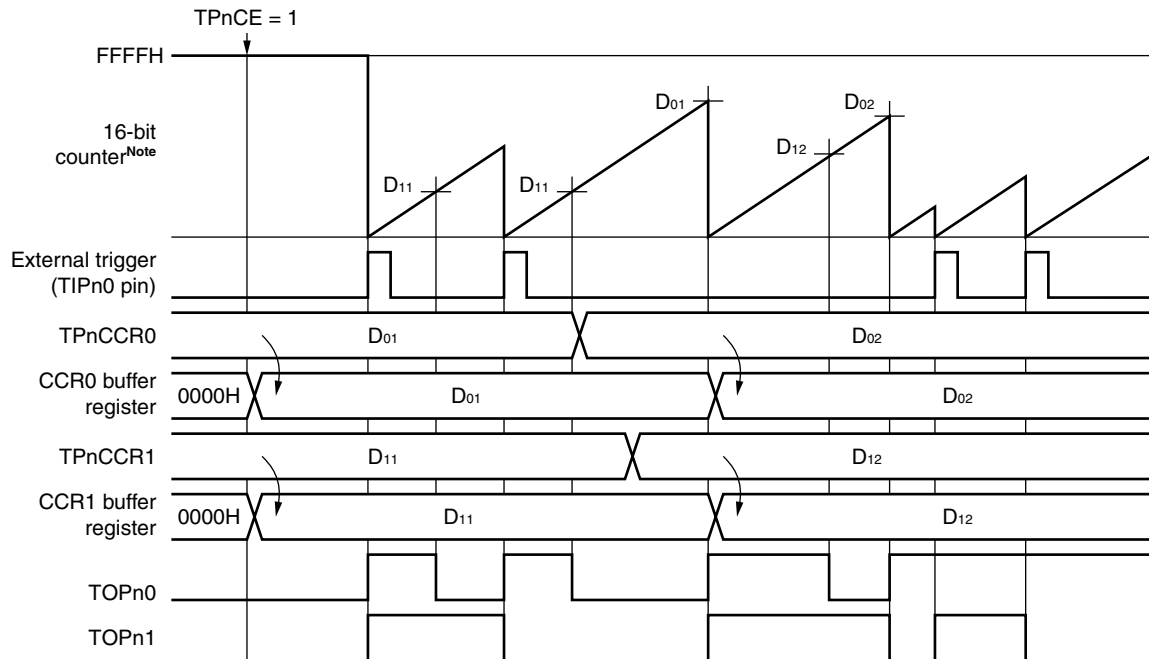 TPnCE = 1
FFFFH
16-bit
counterNote
D11
D11
D01
D12
D02
External trigger
(TIPn0 pin)
TPnCCR0
D01
D02
CCR0 buffer
register
0000H
D01
D02
TPnCCR1
D11
D12
CCR1 buffer
register
0000H
D11
D12
TOPn0
TOPn1